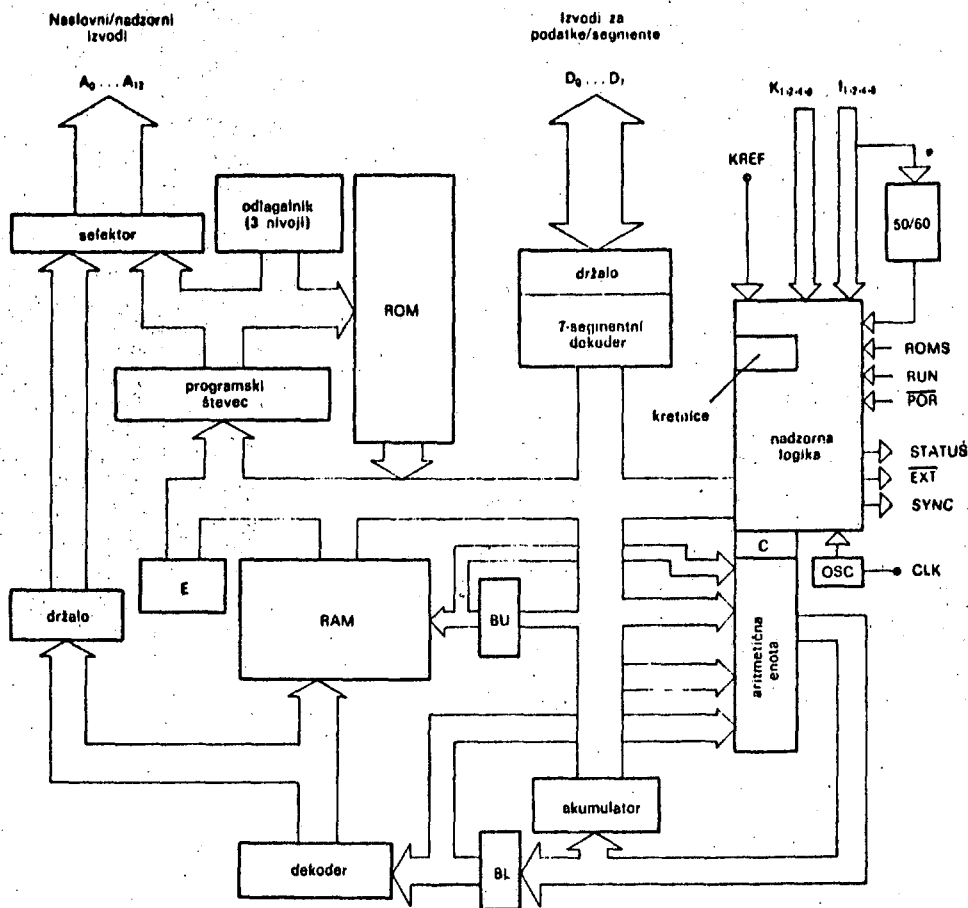 Naslovni/nadzorni
izvodi
Izvodi za
podatke/segmente
A₀ ... A₁₂
D₀ ... D₇
K₁₋₂₋₄₋₈
I₁₋₂₋₄₋₈
KREF
50/60
selektor
odlagalnik
(3 nivoji)
ROM
držalo
7-segmentni
dekoder
programski
števec
kretnice
nadzorna
logika
ROMS
RUN
P̅O̅R̅
STATUS
E̅X̅T̅
SYNC
C
OSC
CLK
E
RAM
BU
držalo
aritmetična
enota
akumulator
dekoder
BL